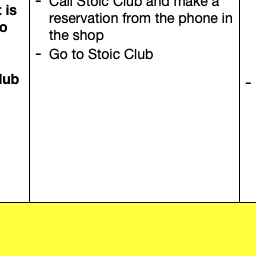 - Call Stoic Club and make a
t is
reservation from the phone in
o
the shop
- Go to Stoic Club
lub
-